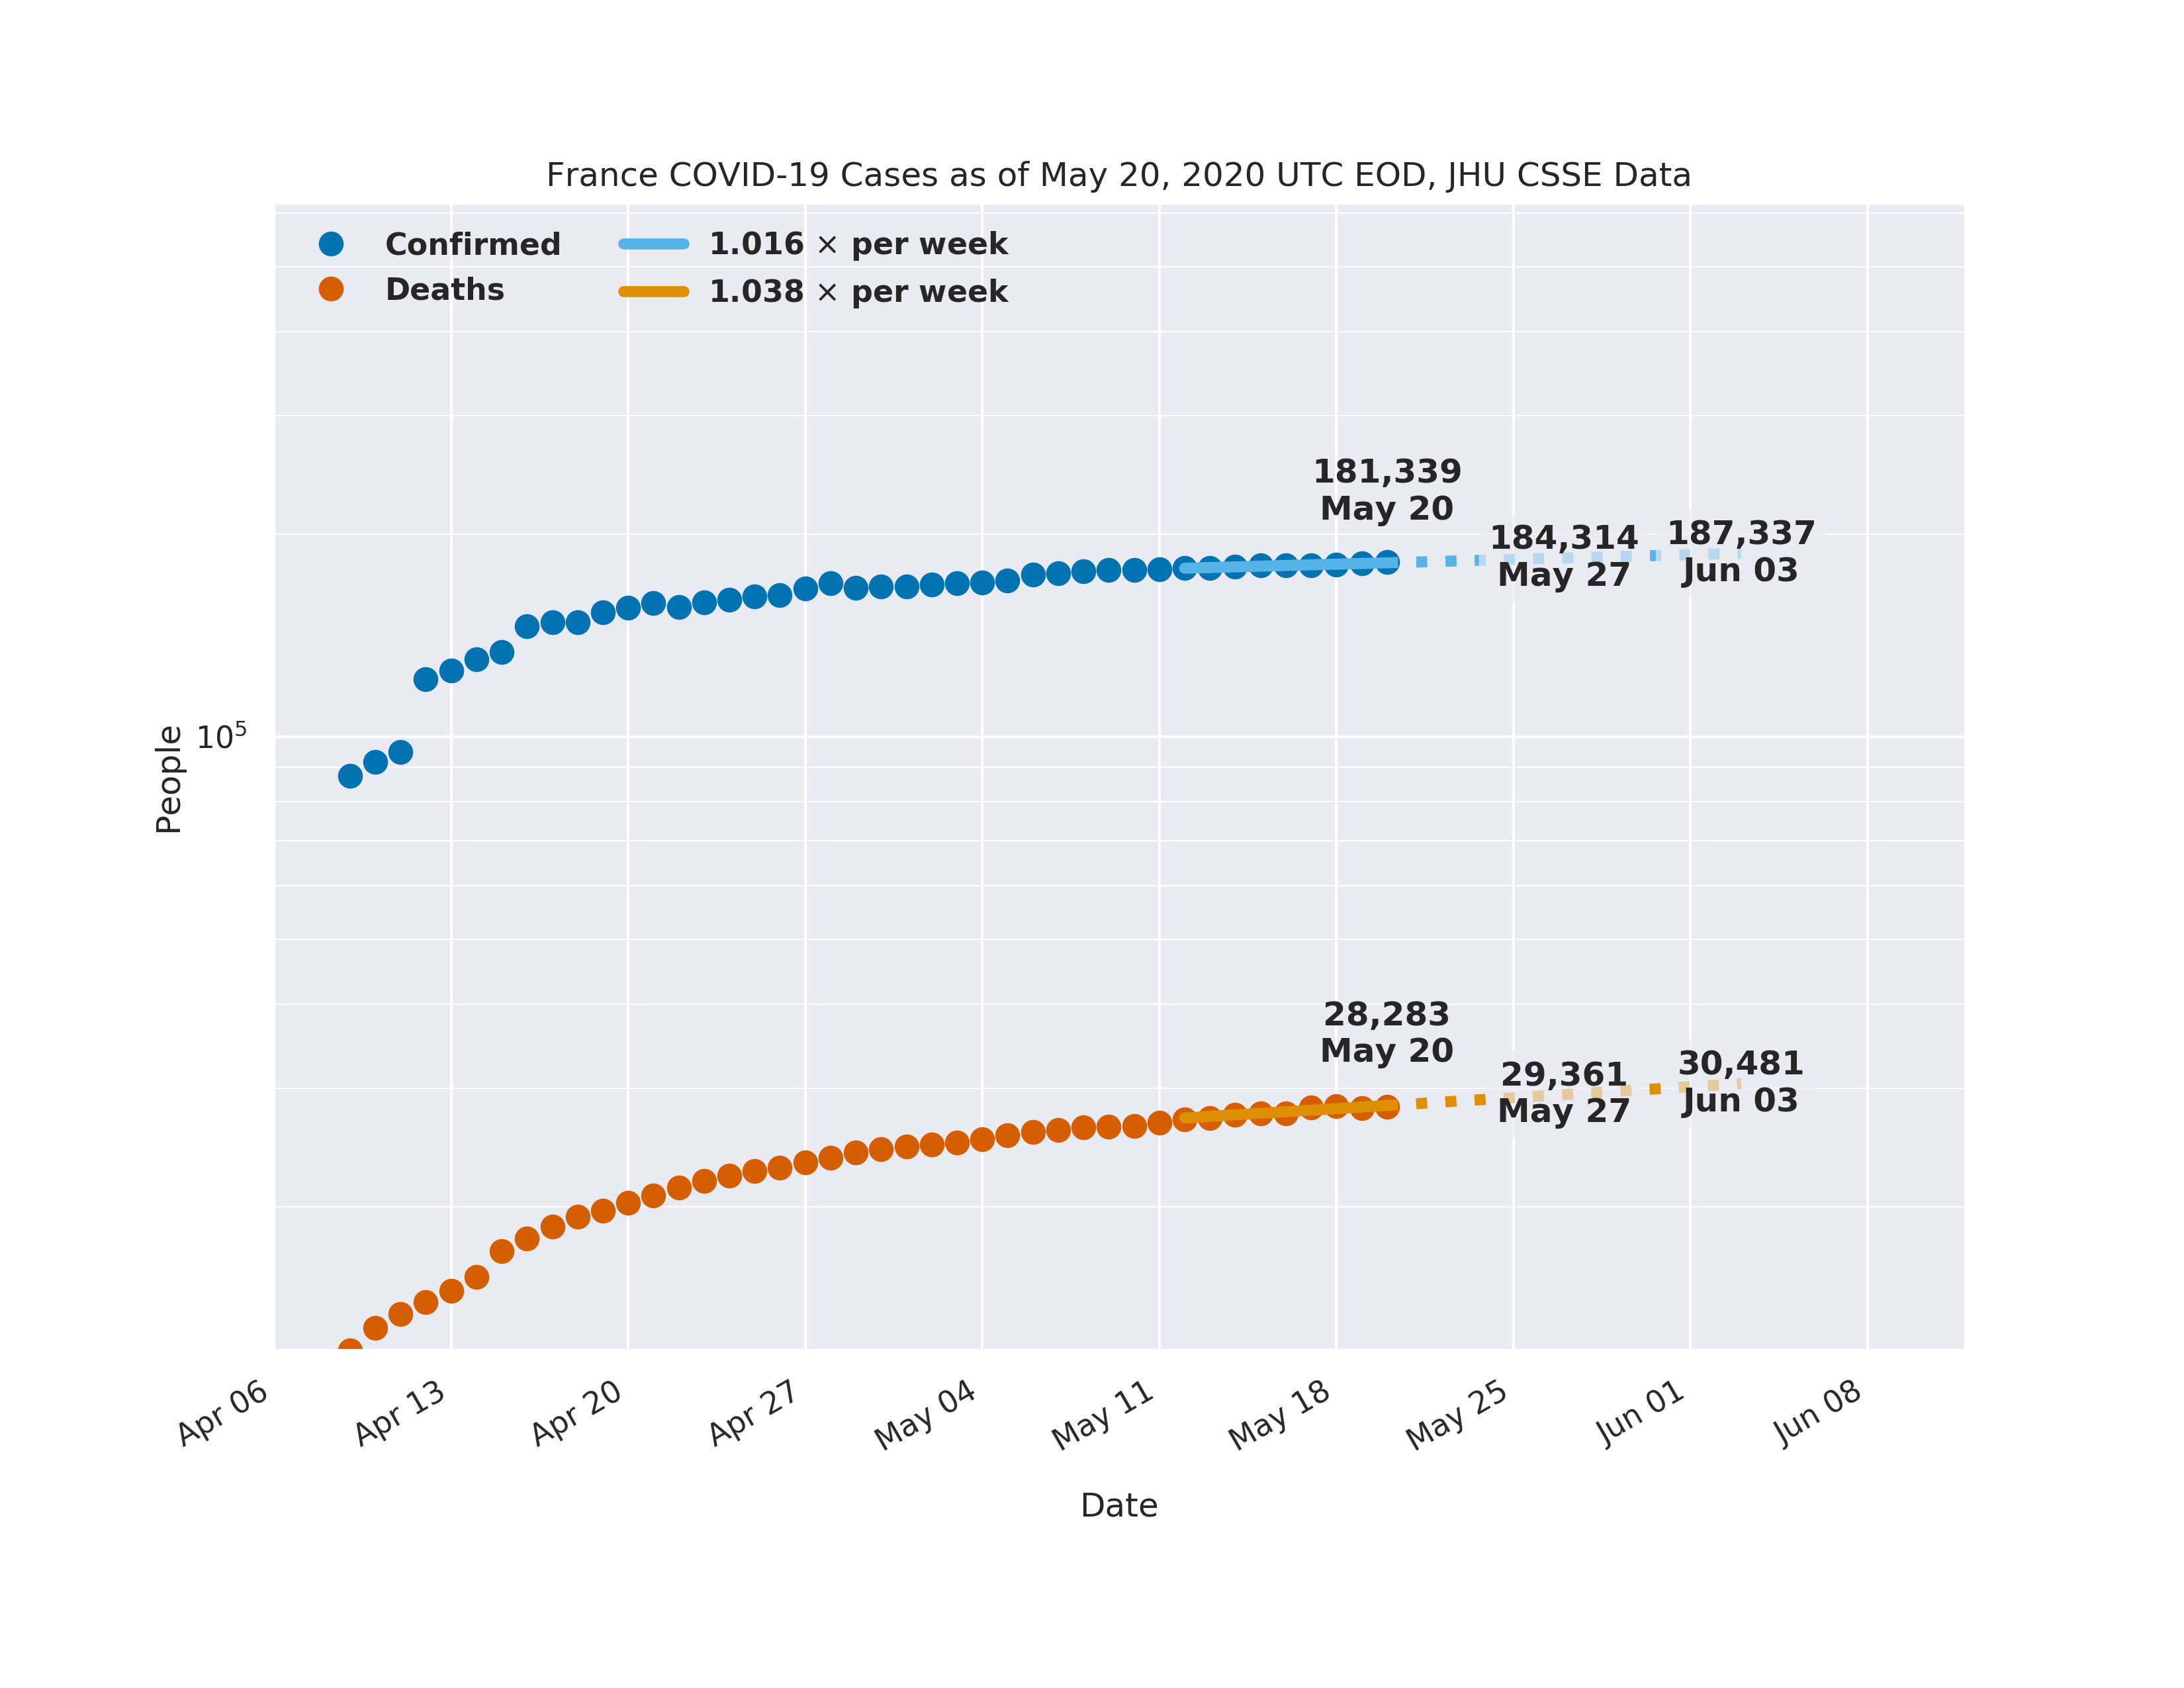 France COVID-19 Cases as of May 20, 2020 UTC EOD, JHU CSSE Data
Confirmed
Deaths
1.016 × per week
1.038 × per week
181,339
May 20
184,314
May 27
187,337
Jun 03
People
10⁵
28,283
May 20
29,361
May 27
30,481
Jun 03
Apr 06
Apr 13
Apr 20
Apr 27
May 04
May 11
May 18
May 25
Jun 01
Jun 08
Date